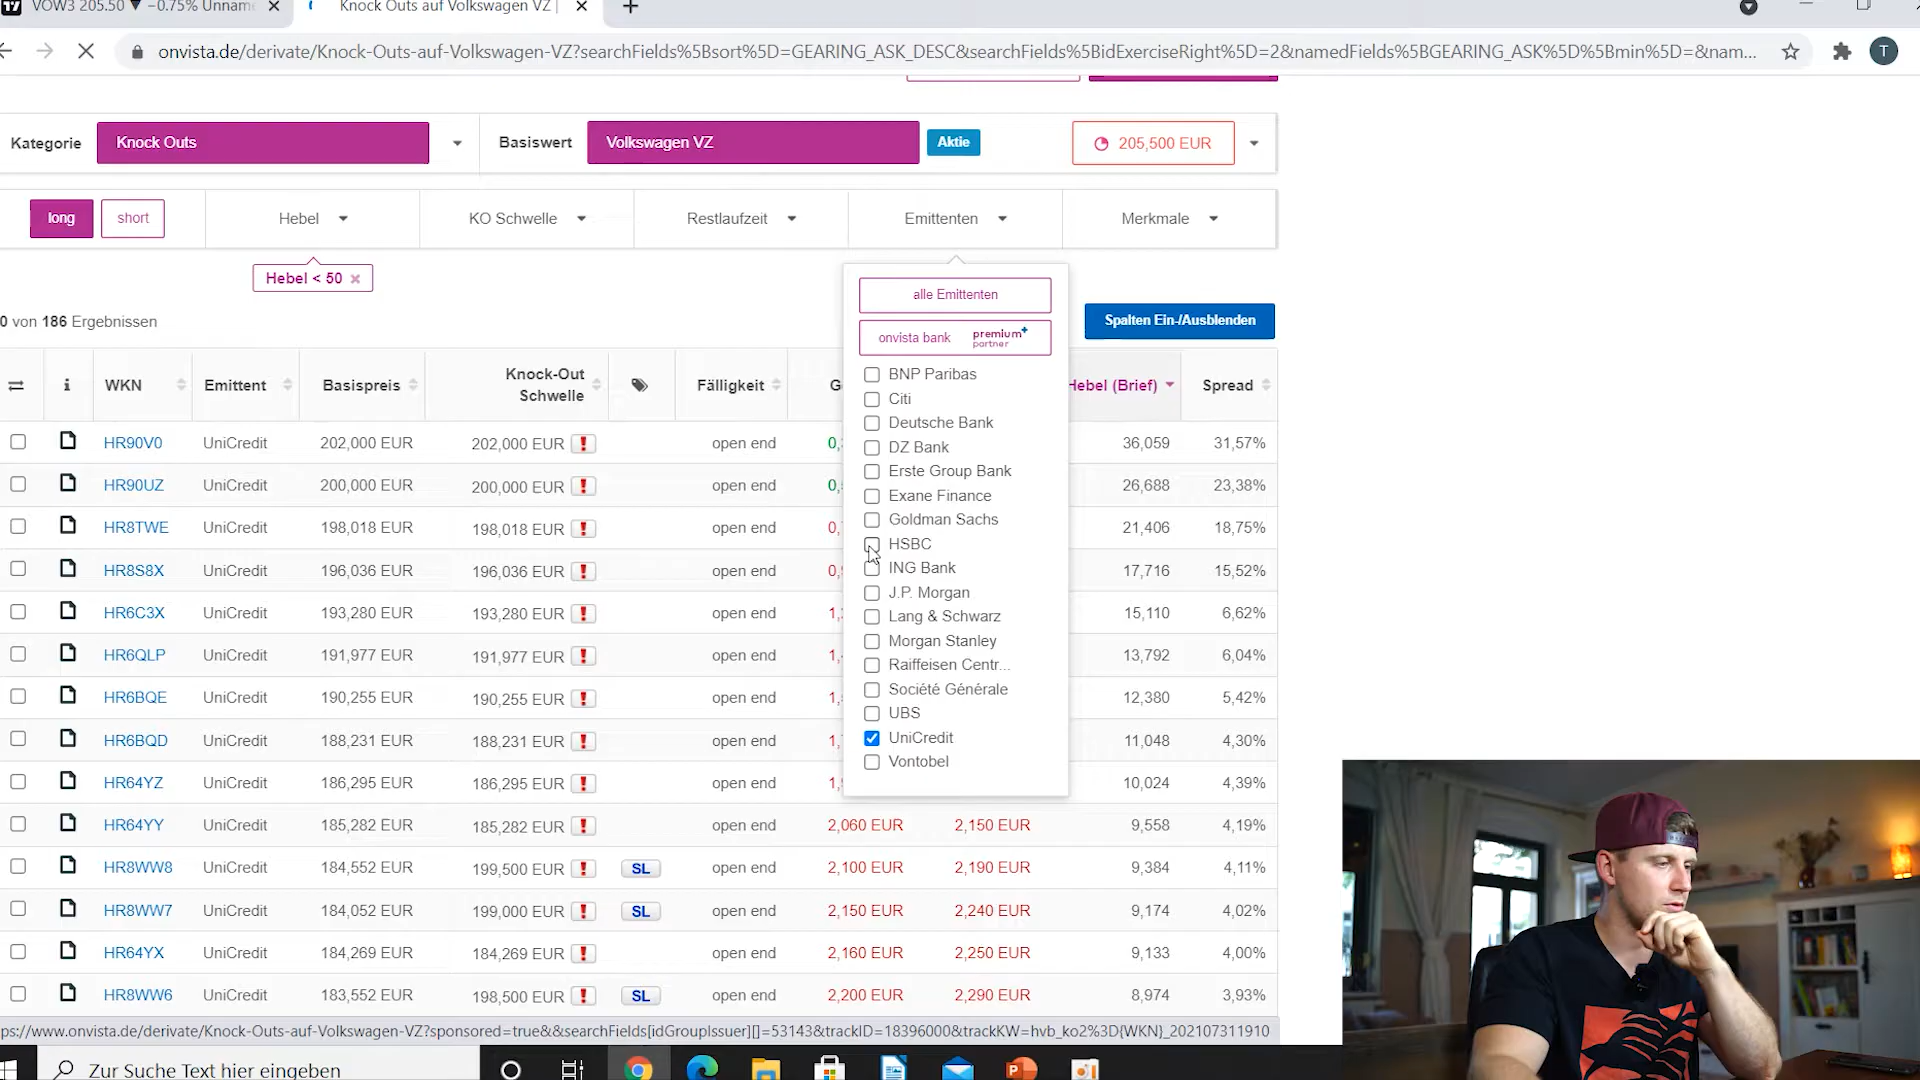 VOW3 205.50 ▼ −0.75% Unnam
Knock Outs auf Volkswagen VZ |
onvista.de/derivate/Knock-Outs-auf-Volkswagen-VZ?searchFields%5Bsort%5D=GEARING_ASK_DESC&searchFields%5BidExerciseRight%5D=2&namedFields%5BGEARING_ASK%5D%5Bmin%5D=&nam...
T
Kategorie Knock Outs Basiswert Volkswagen VZ Aktie 205,500 EUR
long short Hebel KO Schwelle Restlaufzeit Emittenten Merkmale
Hebel < 50 ×
0 von 186 Ergebnissen
Spalten Ein-/Ausblenden
alle Emittenten
onvista bank premium+ partner
BNP Paribas
Citi
Deutsche Bank
DZ Bank
Erste Group Bank
Exane Finance
Goldman Sachs
HSBC
ING Bank
J.P. Morgan
Lang & Schwarz
Morgan Stanley
Raiffeisen Centr...
Société Générale
UBS
UniCredit
Vontobel
WKN Emittent Basispreis Knock-Out Schwelle Fälligkeit Hebel (Brief) Spread
HR90V0 UniCredit 202,000 EUR 202,000 EUR ! open end 36,059 31,57%
HR90UZ UniCredit 200,000 EUR 200,000 EUR ! open end 26,688 23,38%
HR8TWE UniCredit 198,018 EUR 198,018 EUR ! open end 21,406 18,75%
HR8S8X UniCredit 196,036 EUR 196,036 EUR ! open end 17,716 15,52%
HR6C3X UniCredit 193,280 EUR 193,280 EUR ! open end 15,110 6,62%
HR6QLP UniCredit 191,977 EUR 191,977 EUR ! open end 13,792 6,04%
HR6BQE UniCredit 190,255 EUR 190,255 EUR ! open end 12,380 5,42%
HR6BQD UniCredit 188,231 EUR 188,231 EUR ! open end 11,048 4,30%
HR64YZ UniCredit 186,295 EUR 186,295 EUR ! open end 10,024 4,39%
HR64YY UniCredit 185,282 EUR 185,282 EUR ! open end 2,060 EUR 2,150 EUR 9,558 4,19%
HR8WW8 UniCredit 184,552 EUR 199,500 EUR ! SL open end 2,100 EUR 2,190 EUR 9,384 4,11%
HR8WW7 UniCredit 184,052 EUR 199,000 EUR ! SL open end 2,150 EUR 2,240 EUR 9,174 4,02%
HR64YX UniCredit 184,269 EUR 184,269 EUR ! open end 2,160 EUR 2,250 EUR 9,133 4,00%
HR8WW6 UniCredit 183,552 EUR 198,500 EUR ! SL open end 2,200 EUR 2,290 EUR 8,974 3,93%
ps://www.onvista.de/derivate/Knock-Outs-auf-Volkswagen-VZ?sponsored=true&&searchFields[idGroupIssuer][]=53143&trackID=18396000&trackKW=hvb_ko2%3D{WKN}_202107311910
Zur Suche Text hier eingeben